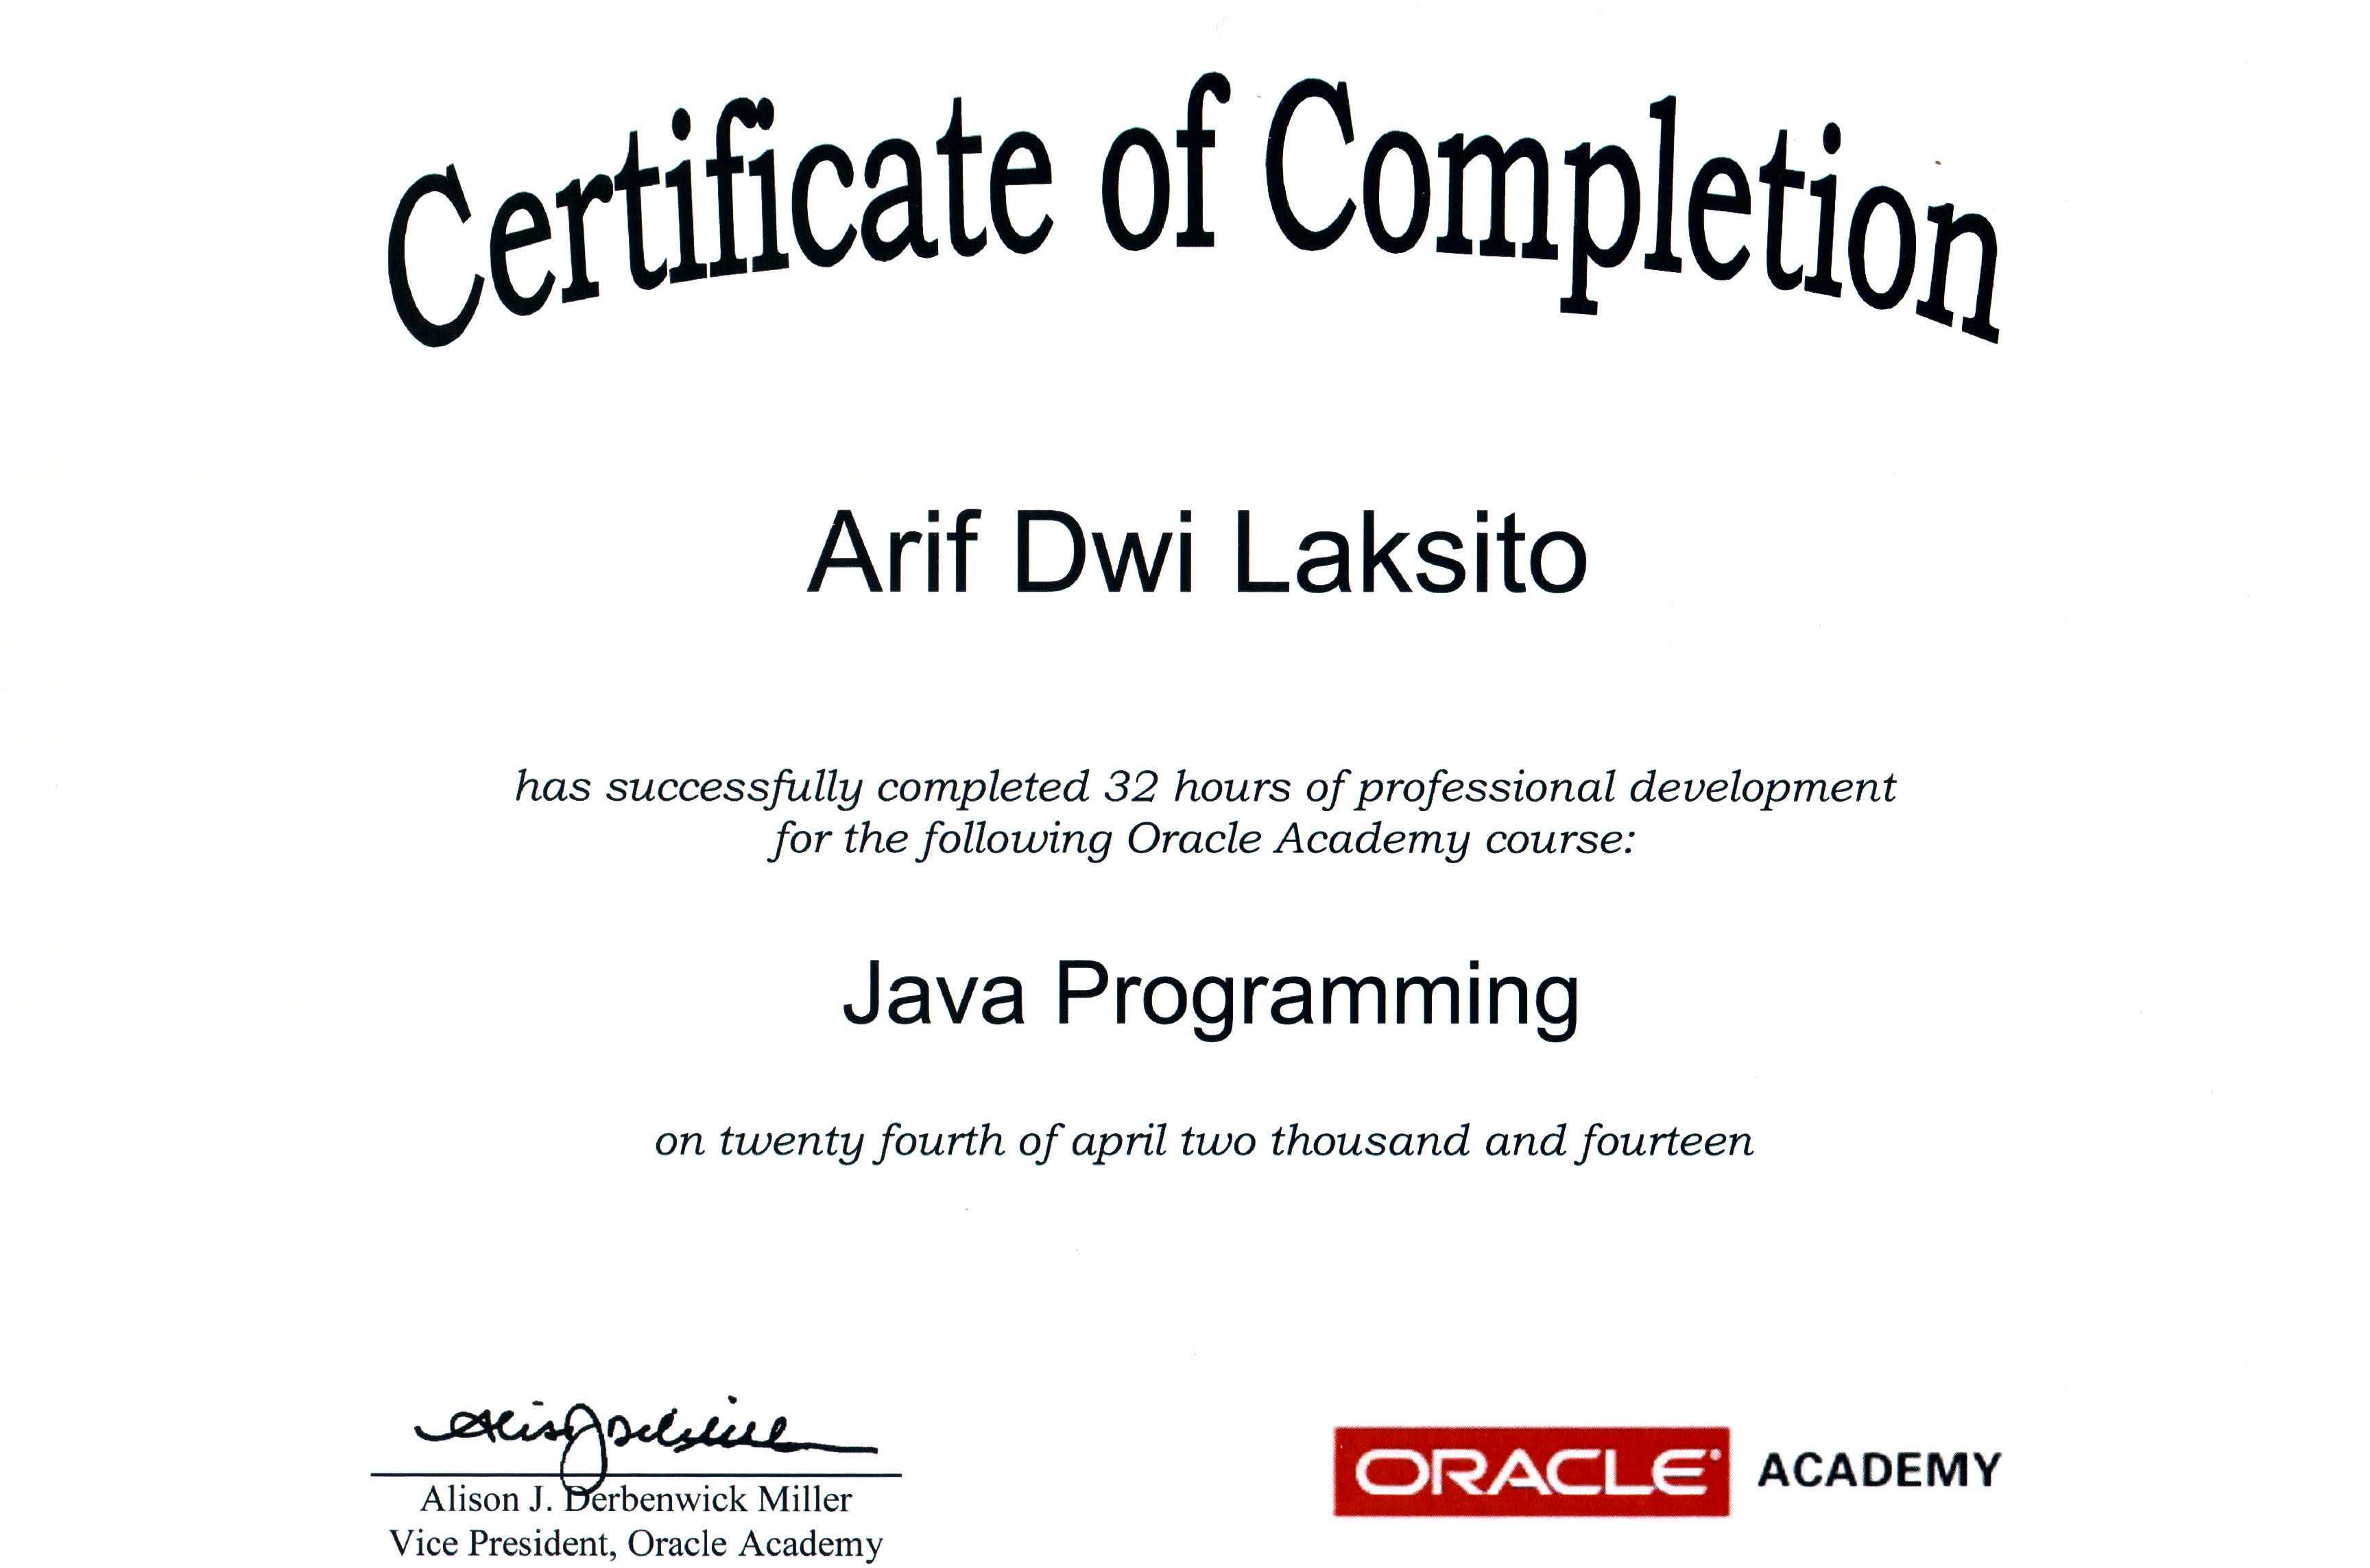 Certificate of Completion
Arif Dwi Laksito
has successfully completed 32 hours of professional development
for the following Oracle Academy course:
Java Programming
on twenty fourth of april two thousand and fourteen
Alison J. Derbenwick Miller
Vice President, Oracle Academy
ORACLE ACADEMY